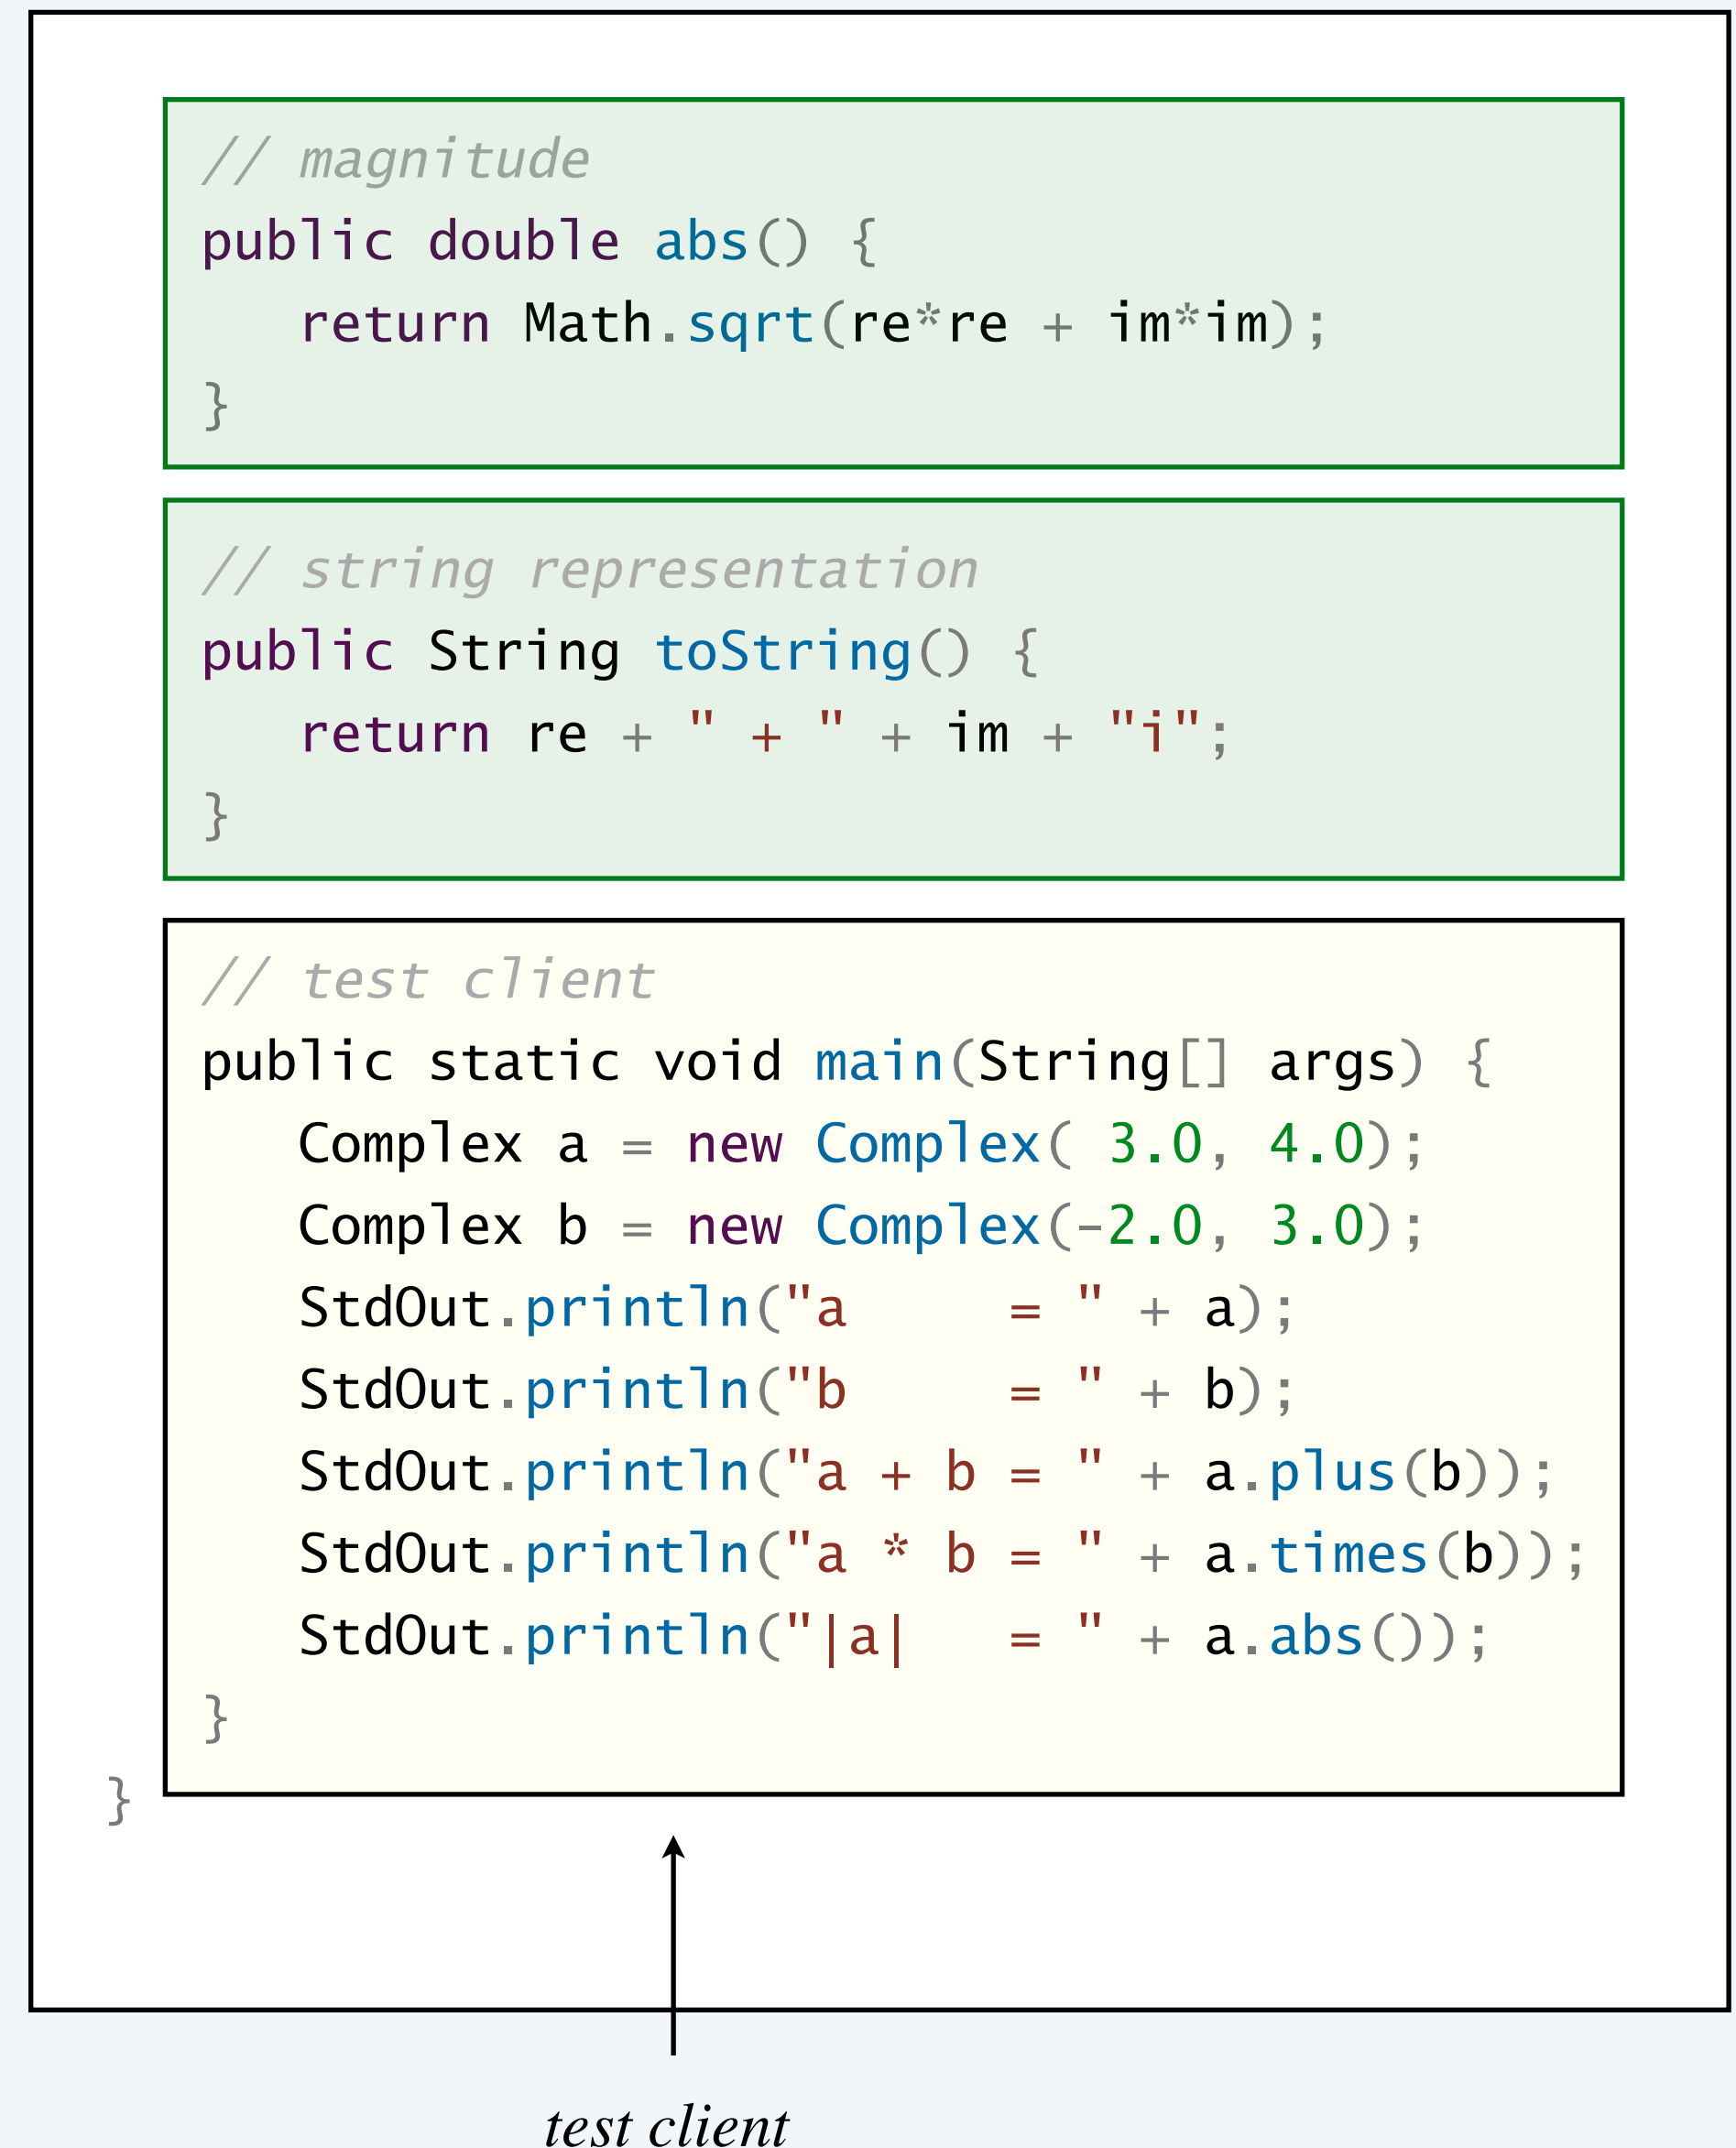 // magnitude
public double abs() {
   return Math.sqrt(re*re + im*im);
}
// string representation
public String toString() {
   return re + " + " + im + "i";
}
// test client
public static void main(String[] args) {
   Complex a = new Complex( 3.0, 4.0);
   Complex b = new Complex(-2.0, 3.0);
   StdOut.println("a     = " + a);
   StdOut.println("b     = " + b);
   StdOut.println("a + b = " + a.plus(b));
   StdOut.println("a * b = " + a.times(b));
   StdOut.println("|a|   = " + a.abs());
}
}
test client